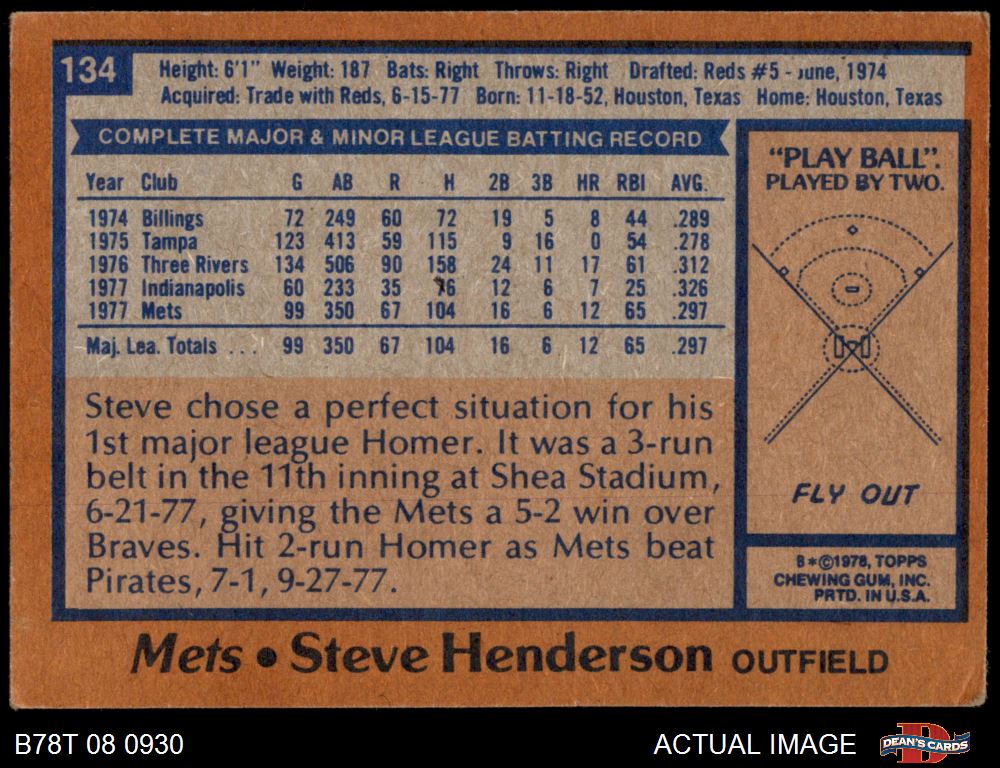 134
Height: 6'1" Weight: 187 Bats: Right Throws: Right Drafted: Reds #5 - June, 1974
Acquired: Trade with Reds, 6-15-77 Born: 11-18-52, Houston, Texas Home: Houston, Texas
COMPLETE MAJOR & MINOR LEAGUE BATTING RECORD
Year Club G AB R H 2B 3B HR RBI AVG.
1974 Billings 72 249 60 72 19 5 8 44 .289
1975 Tampa 123 413 59 115 9 16 0 54 .278
1976 Three Rivers 134 506 90 158 24 11 17 61 .312
1977 Indianapolis 60 233 35 76 12 6 7 25 .326
1977 Mets 99 350 67 104 16 6 12 65 .297
Maj. Lea. Totals ... 99 350 67 104 16 6 12 65 .297
Steve chose a perfect situation for his
1st major league Homer. It was a 3-run
belt in the 11th inning at Shea Stadium,
6-21-77, giving the Mets a 5-2 win over
Braves. Hit 2-run Homer as Mets beat
Pirates, 7-1, 9-27-77.
"PLAY BALL".
PLAYED BY TWO.
FLY OUT
B*©1978, TOPPS
CHEWING GUM, INC.
PRTD. IN U.S.A.
Mets • Steve Henderson OUTFIELD
B78T 08 0930
ACTUAL IMAGE
DEAN'S CARDS